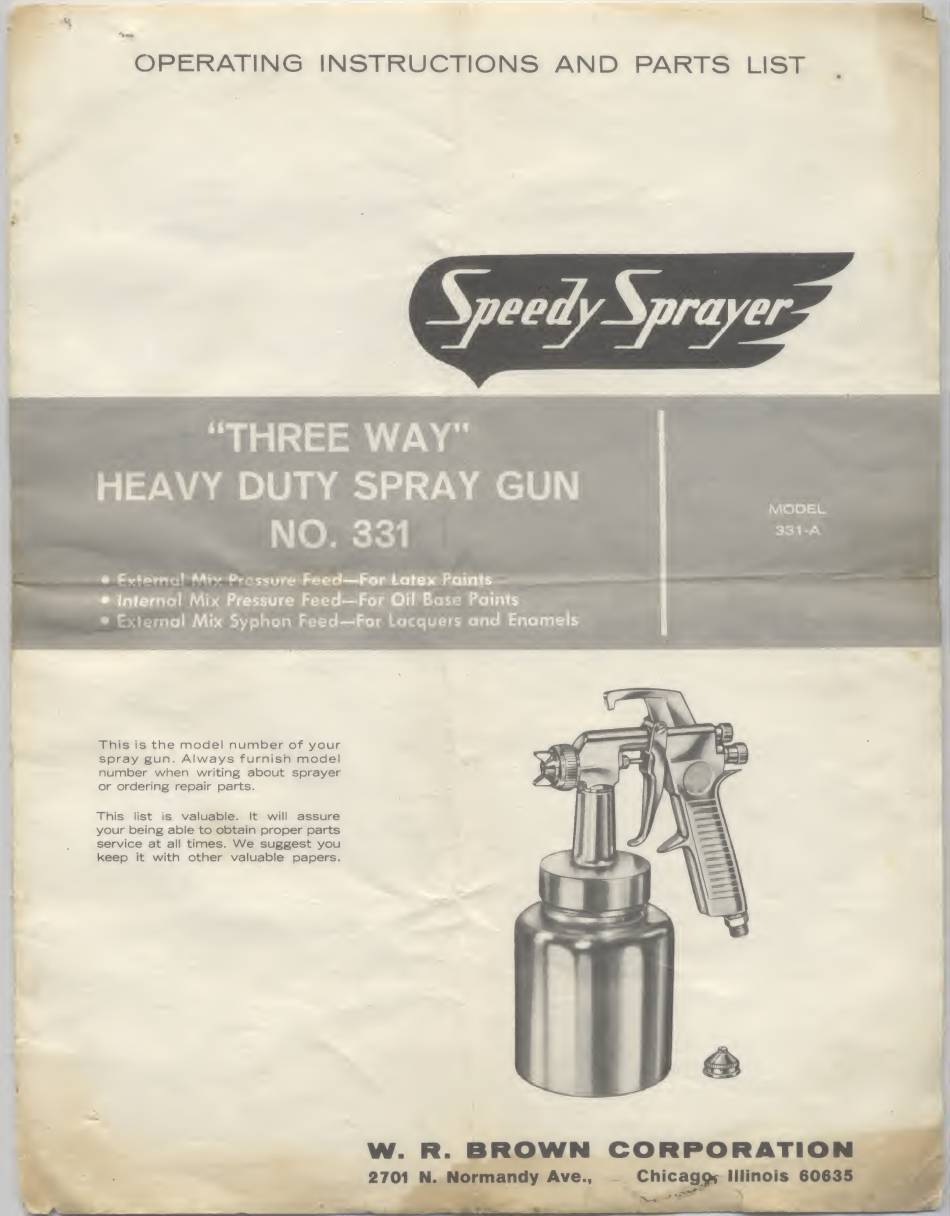 OPERATING INSTRUCTIONS AND PARTS LIST
Speedy Sprayer
"THREE WAY"
HEAVY DUTY SPRAY GUN
NO. 331
• External Mix Pressure Feed—For Latex Paints
• Internal Mix Pressure Feed—For Oil Base Paints
• External Mix Syphon Feed—For Lacquers and Enamels
MODEL
331-A
This is the model number of your
spray gun. Always furnish model
number when writing about sprayer
or ordering repair parts.
This list is valuable. It will assure
your being able to obtain proper parts
service at all times. We suggest you
keep it with other valuable papers.
W. R. BROWN CORPORATION
2701 N. Normandy Ave., Chicago, Illinois 60635